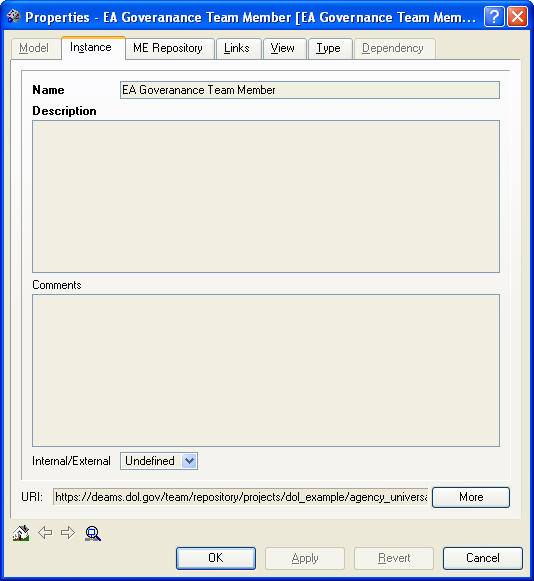 Properties - EA Goveranance Team Member [EA Governance Team Mem...
Model Instance ME Repository Links View Type Dependency
Name EA Goveranance Team Member
Description
Comments
Internal/External Undefined
URI: https://deams.dol.gov/team/repository/projects/dol_example/agency_universa More
OK Apply Revert Cancel